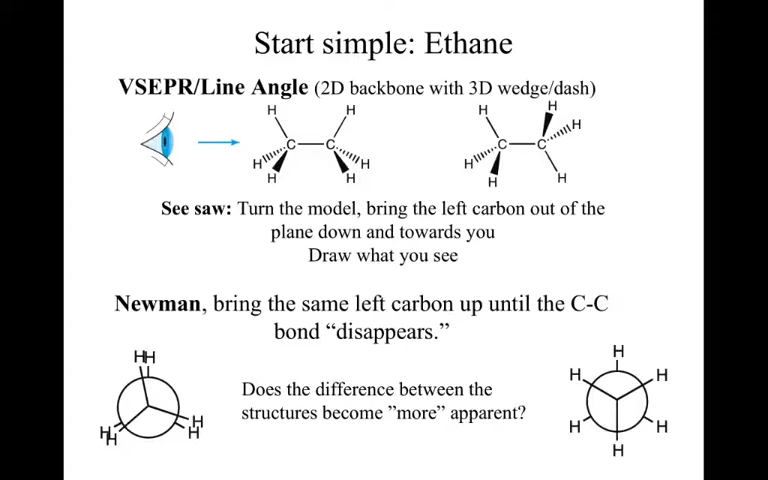 Start simple: Ethane
VSEPR/Line Angle (2D backbone with 3D wedge/dash)
H H H H
C C H C C
H H H
H H H H
See saw: Turn the model, bring the left carbon out of the
plane down and towards you
Draw what you see
Newman, bring the same left carbon up until the C-C
bond “disappears.”
H
HH
H H
Does the difference between the
structures become ”more” apparent?
H
H
H H
H H
H